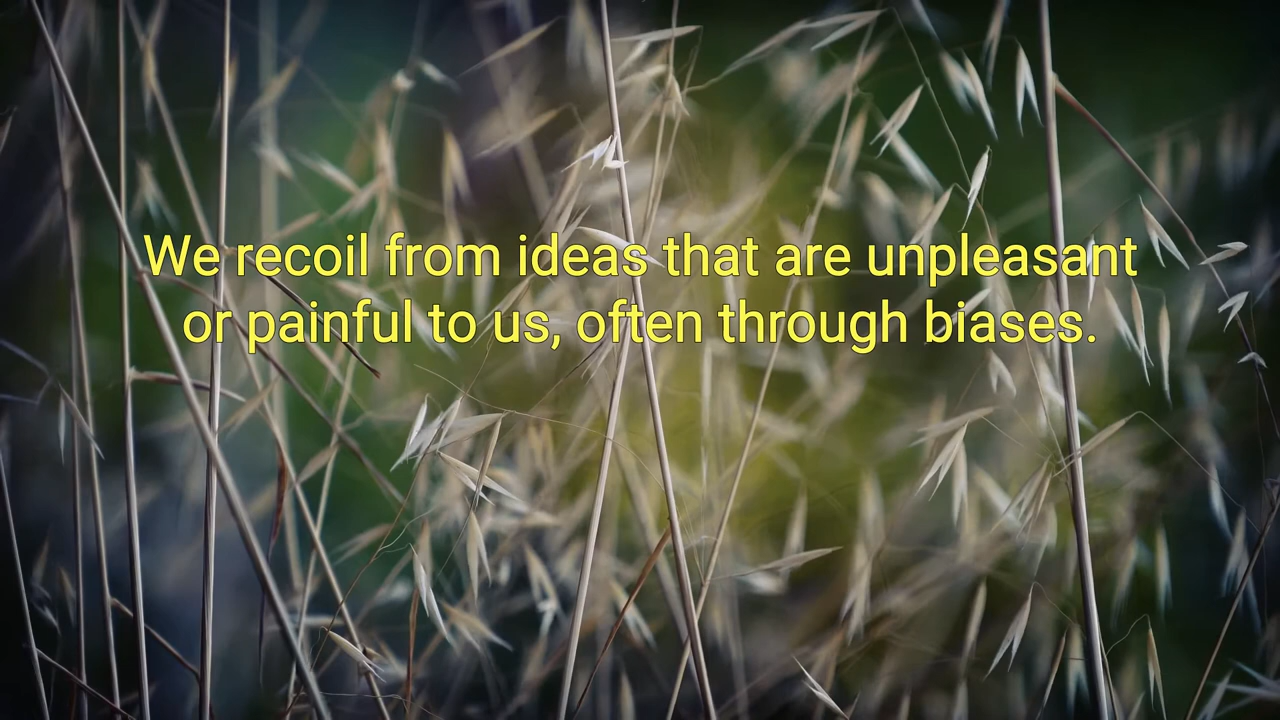 We recoil from ideas that are unpleasant
or painful to us, often through biases.